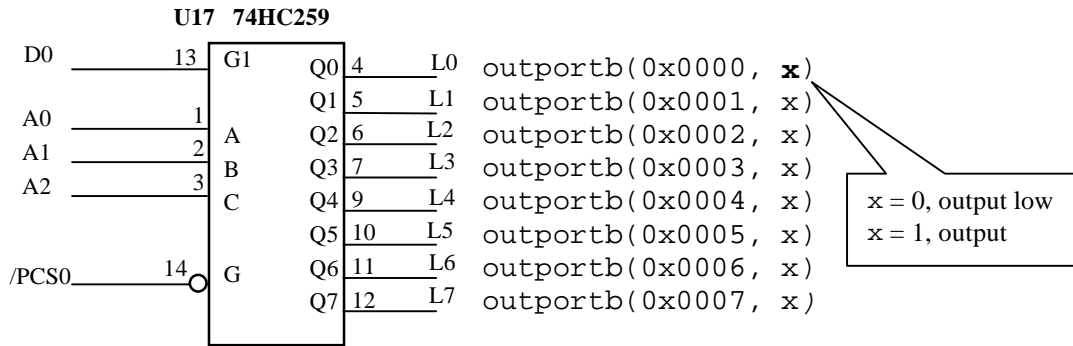 U17 74HC259
D0 13 G1 Q0 4 L0 outportb(0x0000, x)
Q1 5 L1 outportb(0x0001, x)
A0 1 A Q2 6 L2 outportb(0x0002, x)
A1 2 B Q3 7 L3 outportb(0x0003, x)
A2 3 C Q4 9 L4 outportb(0x0004, x)
Q5 10 L5 outportb(0x0005, x)
/PCS0 14 G Q6 11 L6 outportb(0x0006, x)
Q7 12 L7 outportb(0x0007, x)
x = 0, output low
x = 1, output